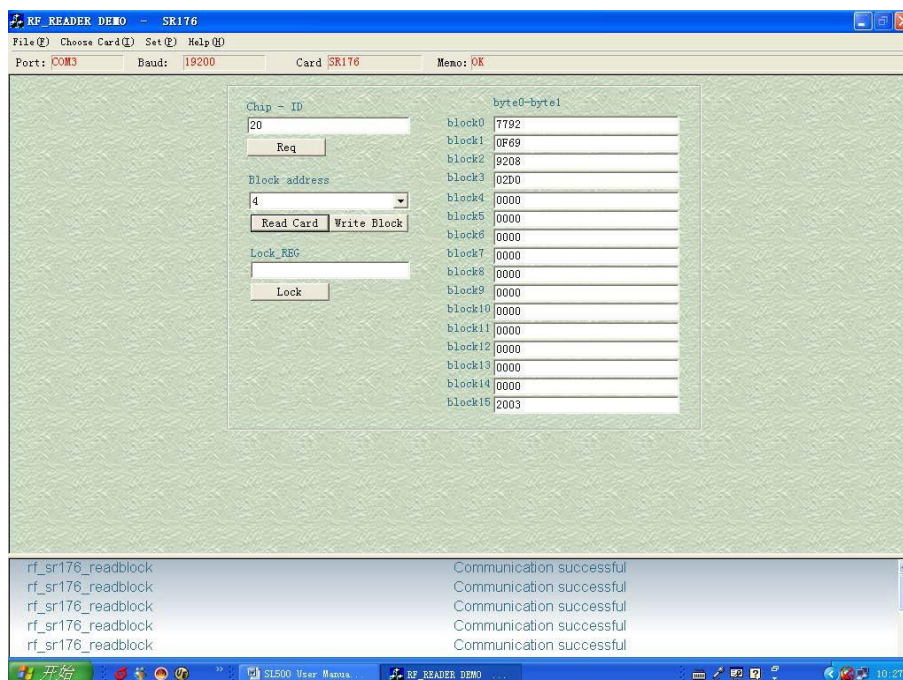 RF_READER DEMO - SR176
File(F) Choose Card(I) Set(P) Help(H)
Port: COM3 Baud: 19200 Card SR176 Memo: OK
Chip - ID
20
Req
Block address
4
Read Card Write Block
Lock_REG
Lock
byte0-byte1
block0 7792
block1 0F69
block2 9208
block3 02D0
block4 0000
block5 0000
block6 0000
block7 0000
block8 0000
block9 0000
block10 0000
block11 0000
block12 0000
block13 0000
block14 0000
block15 2003
rf_sr176_readblock Communication successful
rf_sr176_readblock Communication successful
rf_sr176_readblock Communication successful
rf_sr176_readblock Communication successful
rf_sr176_readblock Communication successful
开始 SL500 User Manua... RF_READER DEMO ... 10:27